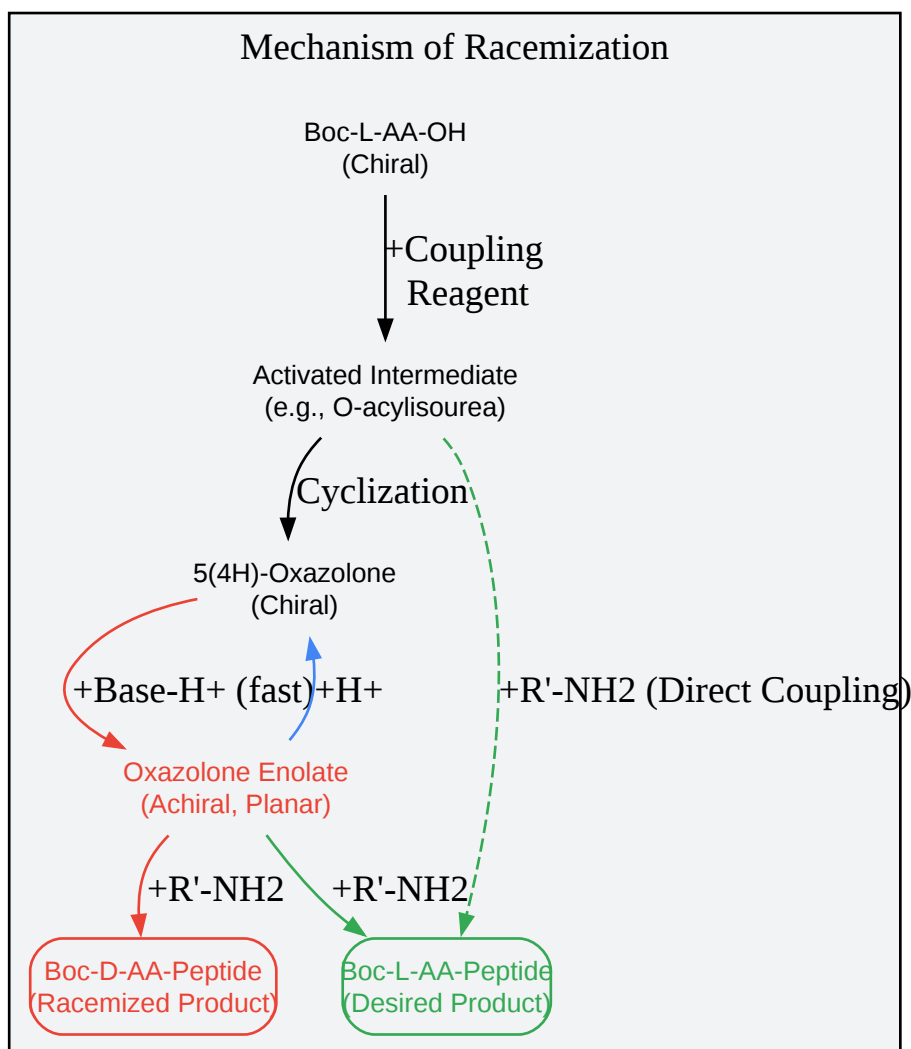 Mechanism of Racemization
Boc-L-AA-OH
(Chiral)
+Coupling
Reagent
Activated Intermediate
(e.g., O-acylisourea)
Cyclization
5(4H)-Oxazolone
(Chiral)
+Base-H+ (fast)
+H+
+R'-NH2 (Direct Coupling)
Oxazolone Enolate
(Achiral, Planar)
+R'-NH2
+R'-NH2
Boc-D-AA-Peptide
(Racemized Product)
Boc-L-AA-Peptide
(Desired Product)